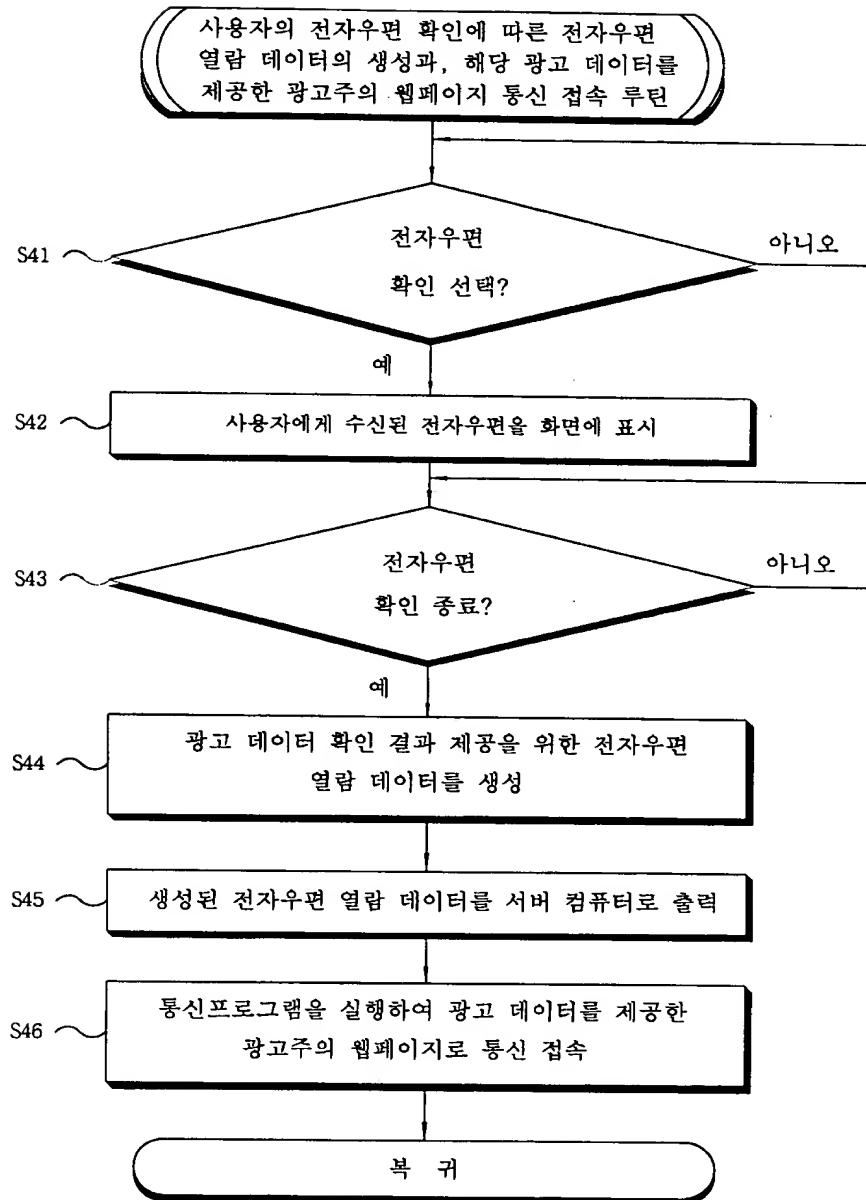 사용자의 전자우편 확인에 따른 전자우편
열람 데이터의 생성과, 해당 광고 데이터를
제공한 광고주의 웹페이지 통신 접속 루틴
S41
전자우편
확인 선택?
아니오
예
S42
사용자에게 수신된 전자우편을 화면에 표시
S43
전자우편
확인 종료?
아니오
예
S44
광고 데이터 확인 결과 제공을 위한 전자우편
열람 데이터를 생성
S45
생성된 전자우편 열람 데이터를 서버 컴퓨터로 출력
S46
통신프로그램을 실행하여 광고 데이터를 제공한
광고주의 웹페이지로 통신 접속
복 귀